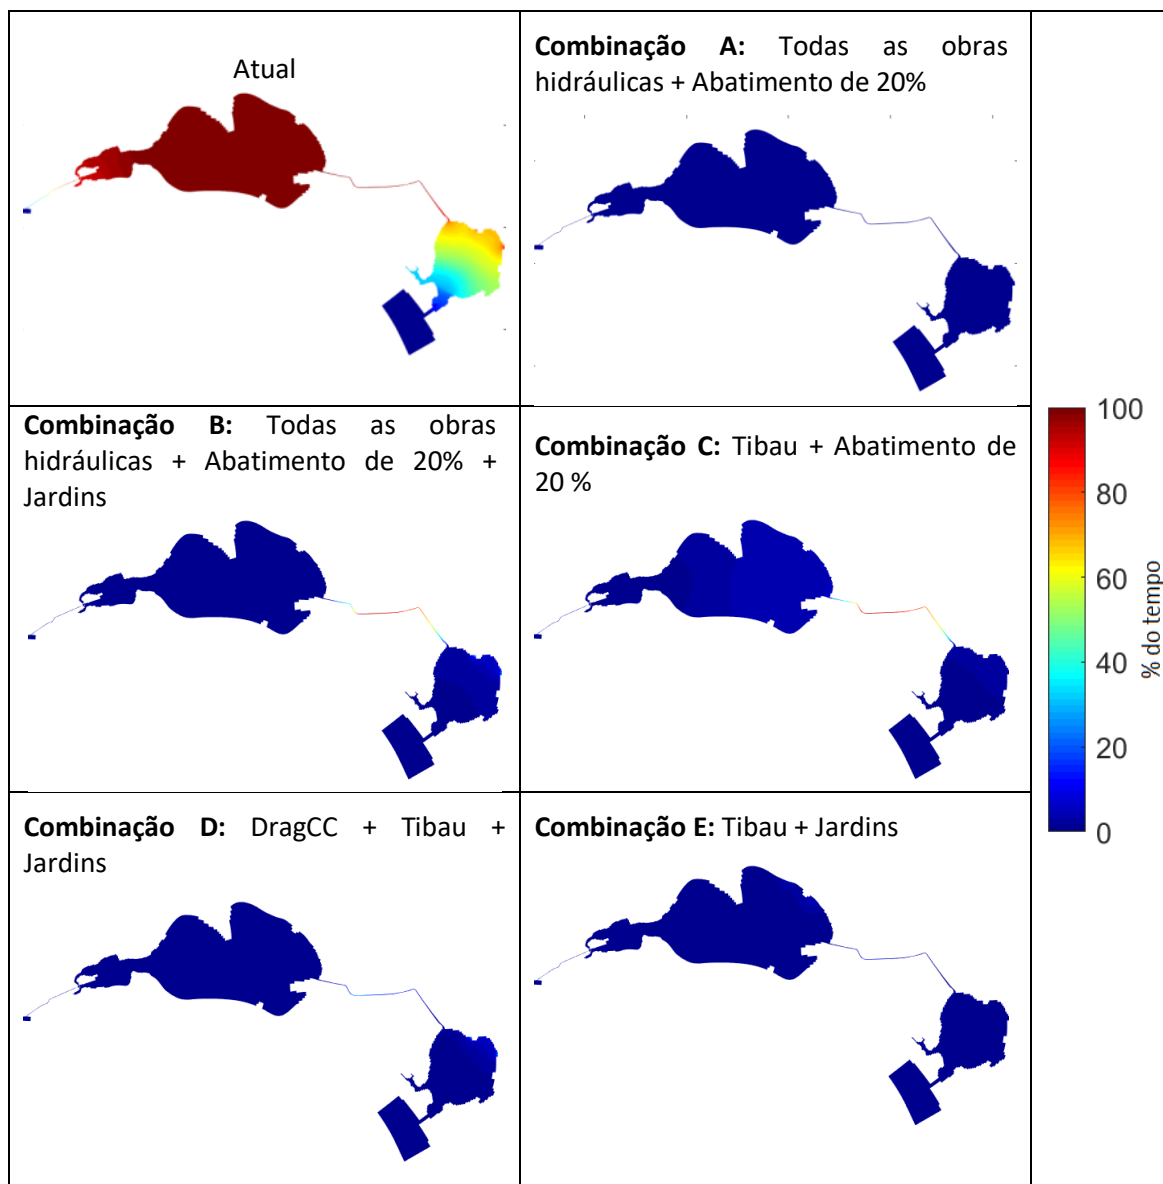 Atual
Combinação A: Todas as obras
hidráulicas + Abatimento de 20%
Combinação B: Todas as obras
hidráulicas + Abatimento de 20% +
Jardins
Combinação C: Tibau + Abatimento de
20 %
Combinação D: DragCC + Tibau +
Jardins
Combinação E: Tibau + Jardins
100
80
60
40
20
0
% do tempo